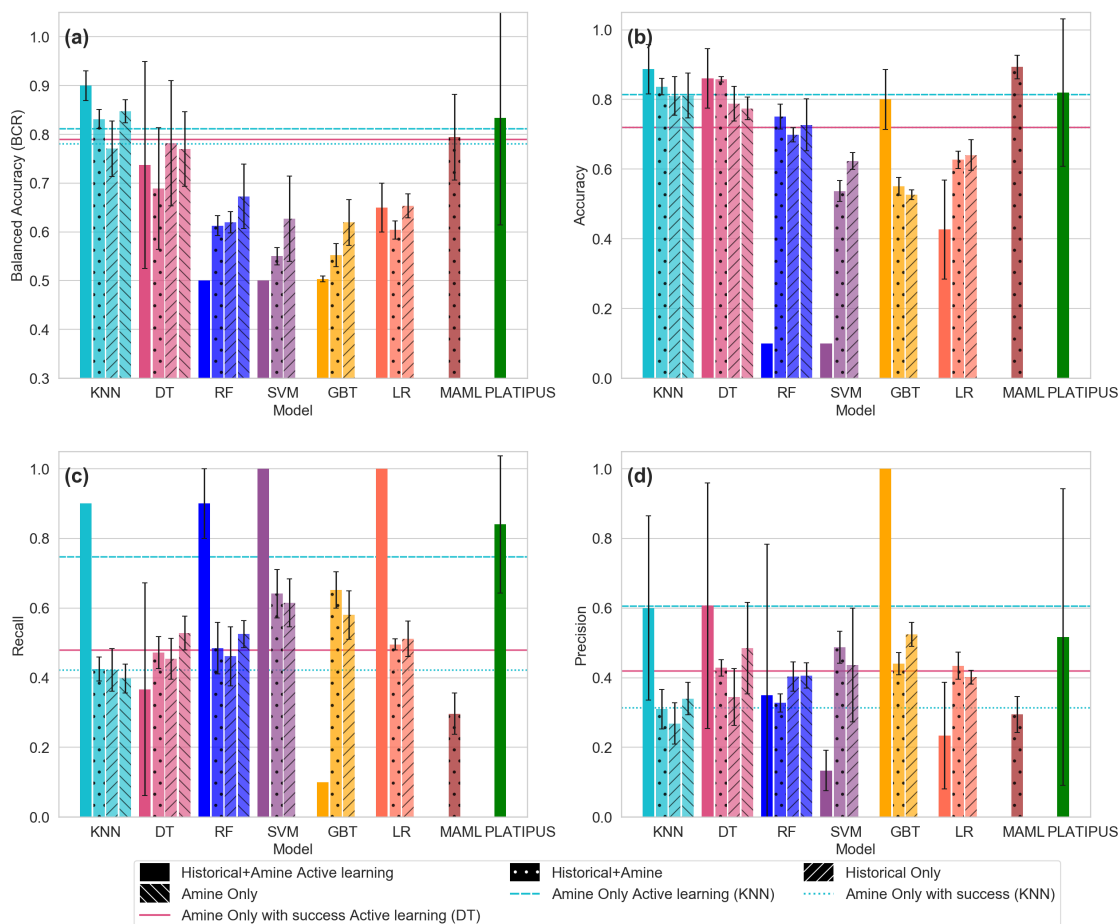 (a)
Balanced Accuracy (BCR)
1.0
0.9
0.8
0.7
0.6
0.5
0.4
0.3
KNN DT RF SVM GBT LR MAML PLATIPUS
Model
(b)
Accuracy
1.0
0.8
0.6
0.4
0.2
0.0
KNN DT RF SVM GBT LR MAML PLATIPUS
Model
(c)
Recall
1.0
0.8
0.6
0.4
0.2
0.0
KNN DT RF SVM GBT LR MAML PLATIPUS
Model
(d)
Precision
1.0
0.8
0.6
0.4
0.2
0.0
KNN DT RF SVM GBT LR MAML PLATIPUS
Model
Historical+Amine Active learning Historical+Amine Historical Only
Amine Only Amine Only Active learning (KNN) Amine Only with success (KNN)
Amine Only with success Active learning (DT)